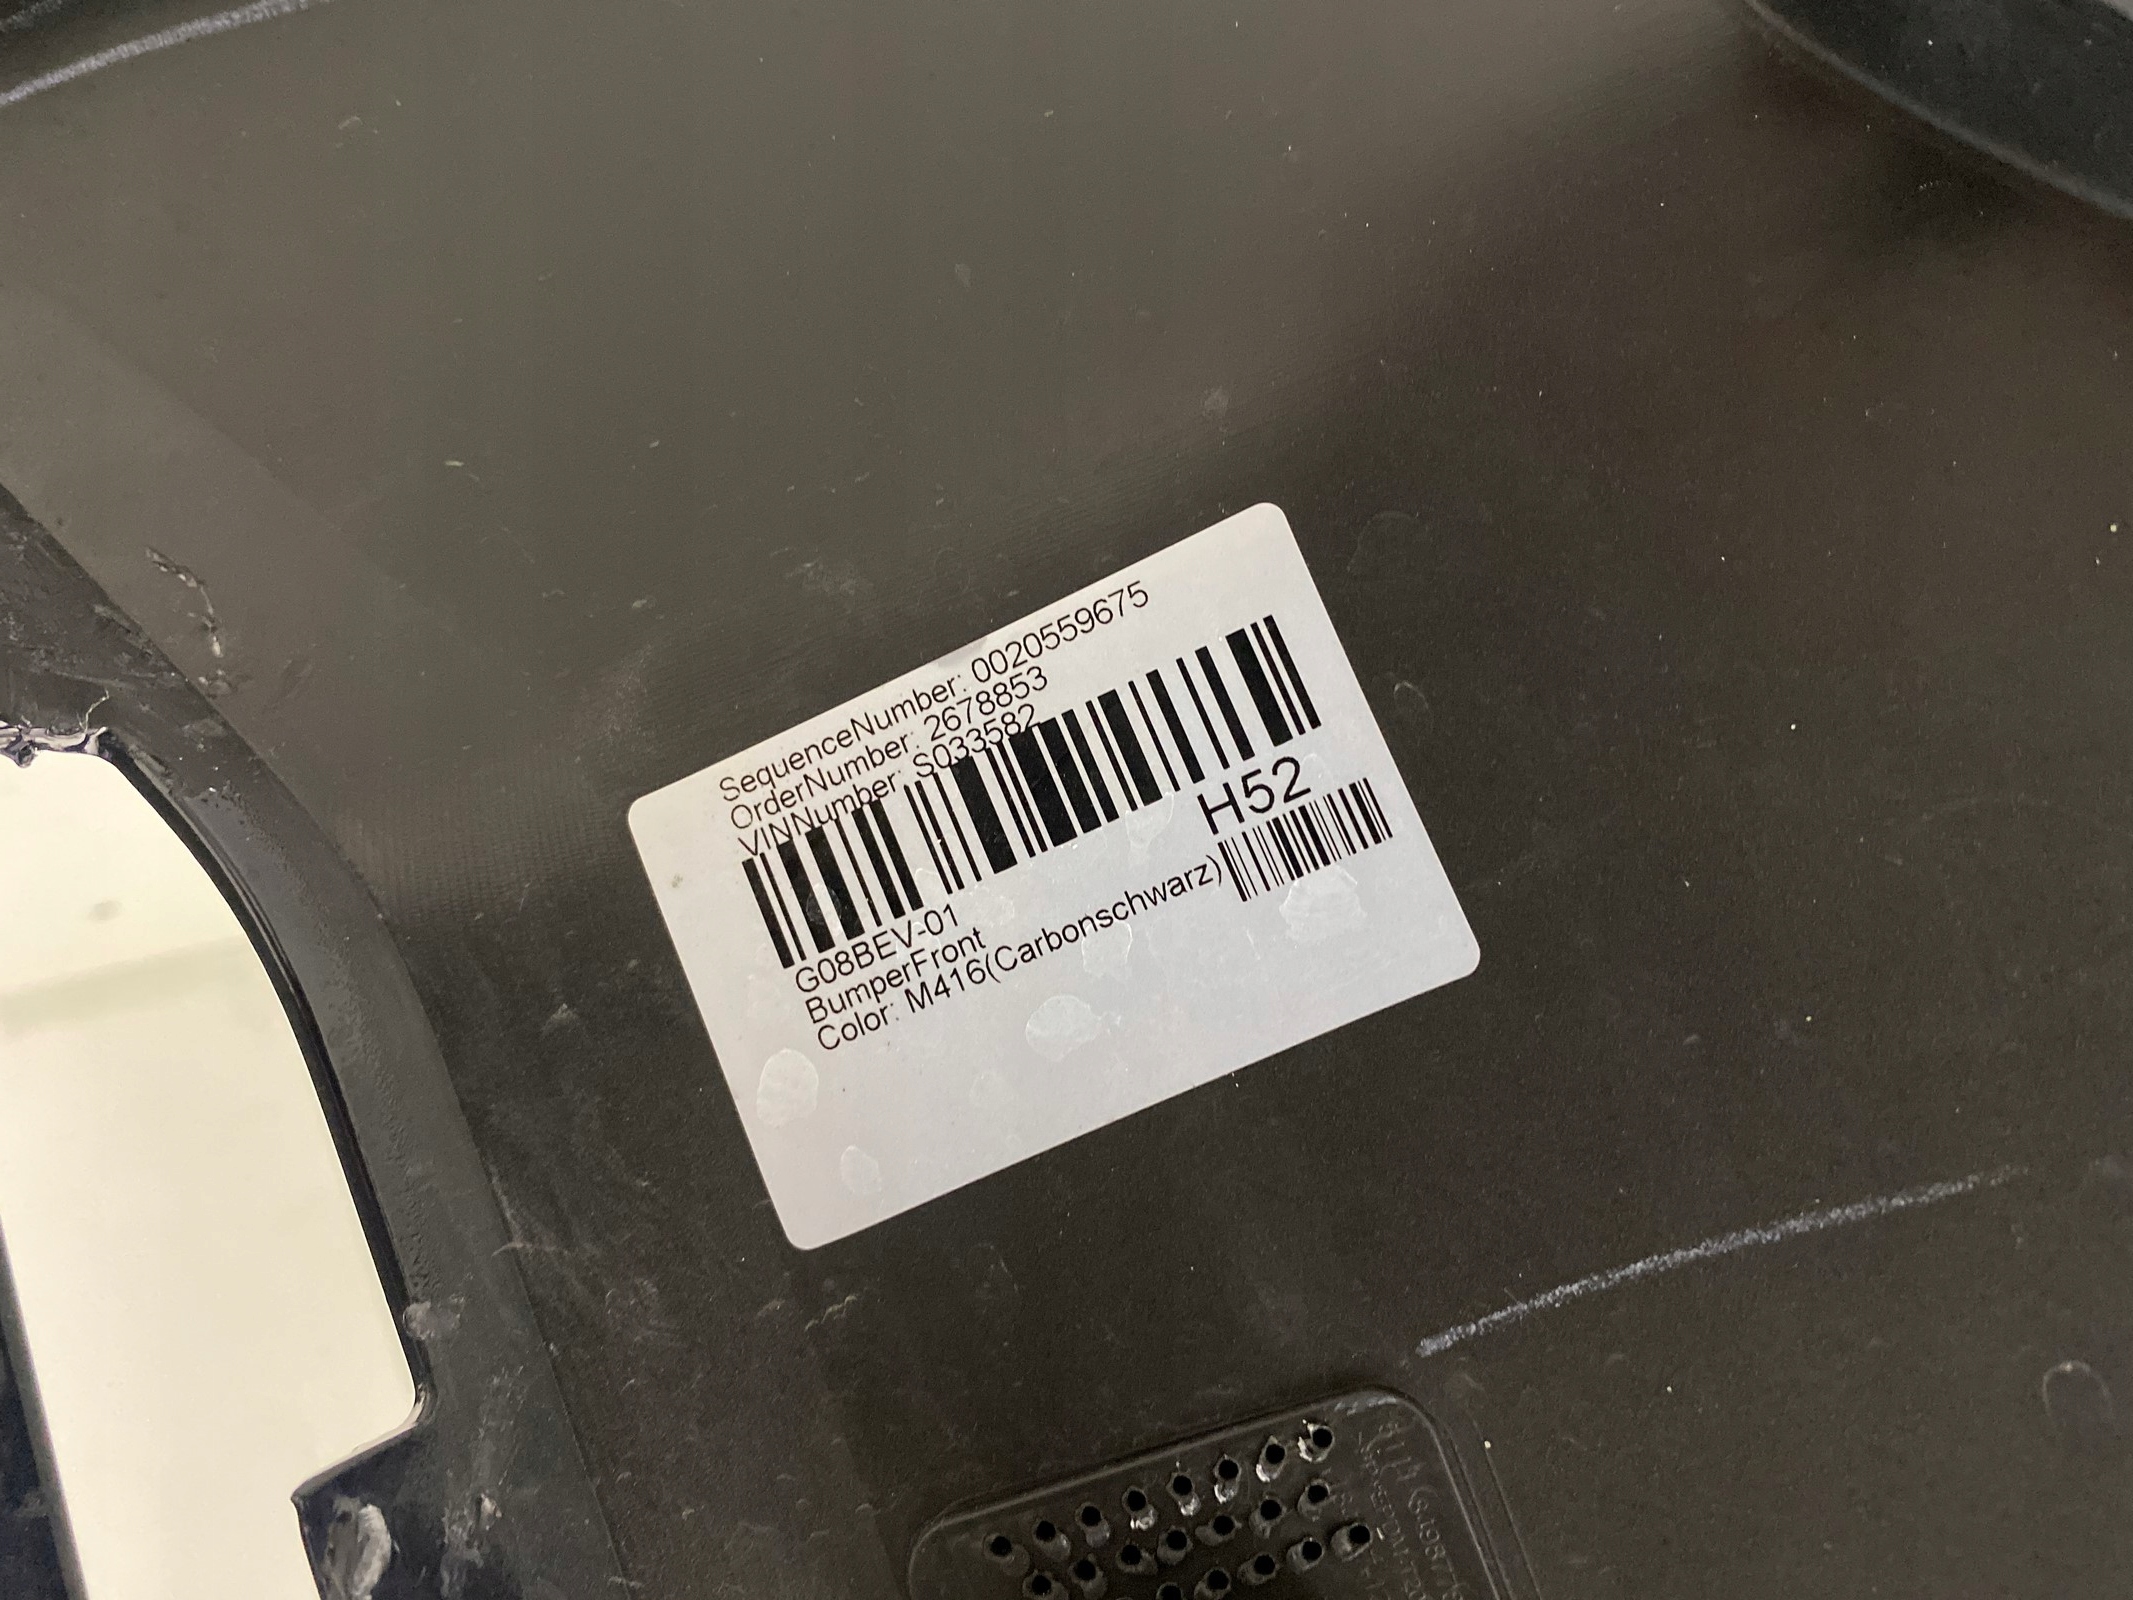 SequenceNumber: 0020559675
OrderNumber: 2678853
VINNumber: S033582
H52
G08BEV-01
BumperFront
Color: M416(Carbonschwarz)